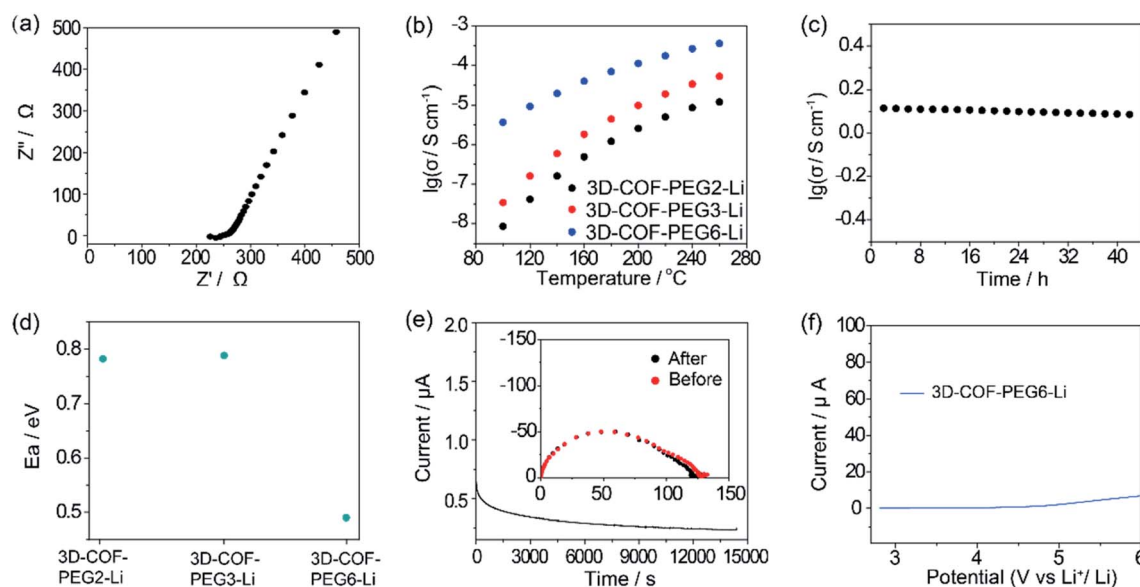 (a)
500
400
300
200
100
0
Z'' / Ω
0 100 200 300 400 500
Z' / Ω
(b)
-3
-4
-5
-6
-7
-8
lg(σ / S cm⁻¹)
3D-COF-PEG2-Li
3D-COF-PEG3-Li
3D-COF-PEG6-Li
80 120 160 200 240 280
Temperature / °C
(c)
0.4
0.2
0.0
-0.2
-0.4
lg(σ / S cm⁻¹)
0 8 16 24 32 40
Time / h
(d)
0.8
0.7
0.6
0.5
Ea / eV
3D-COF-
PEG2-Li
3D-COF-
PEG3-Li
3D-COF-
PEG6-Li
(e)
2.0
1.5
1.0
0.5
Current / μA
-150
-100
-50
0
After
Before
0 50 100 150
0 3000 6000 9000 12000 15000
Time / s
(f)
100
80
60
40
20
0
Current / μ A
3D-COF-PEG6-Li
3 4 5 6
Potential (V vs Li⁺/ Li)